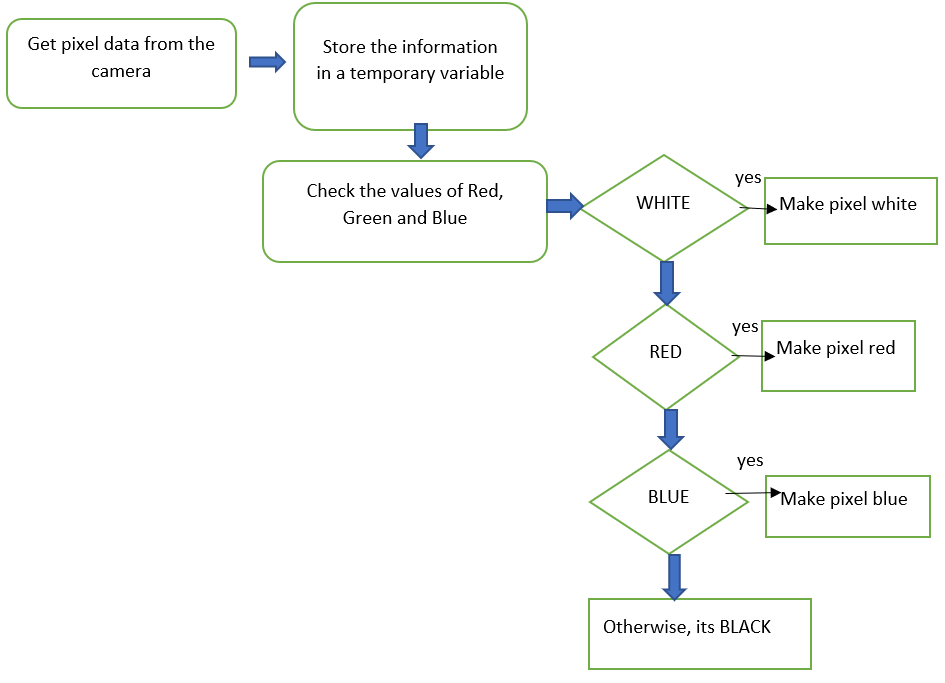 Get pixel data from the
camera
Store the information
in a temporary variable
Check the values of Red,
Green and Blue
WHITE
yes
Make pixel white
RED
yes
Make pixel red
BLUE
yes
Make pixel blue
Otherwise, its BLACK